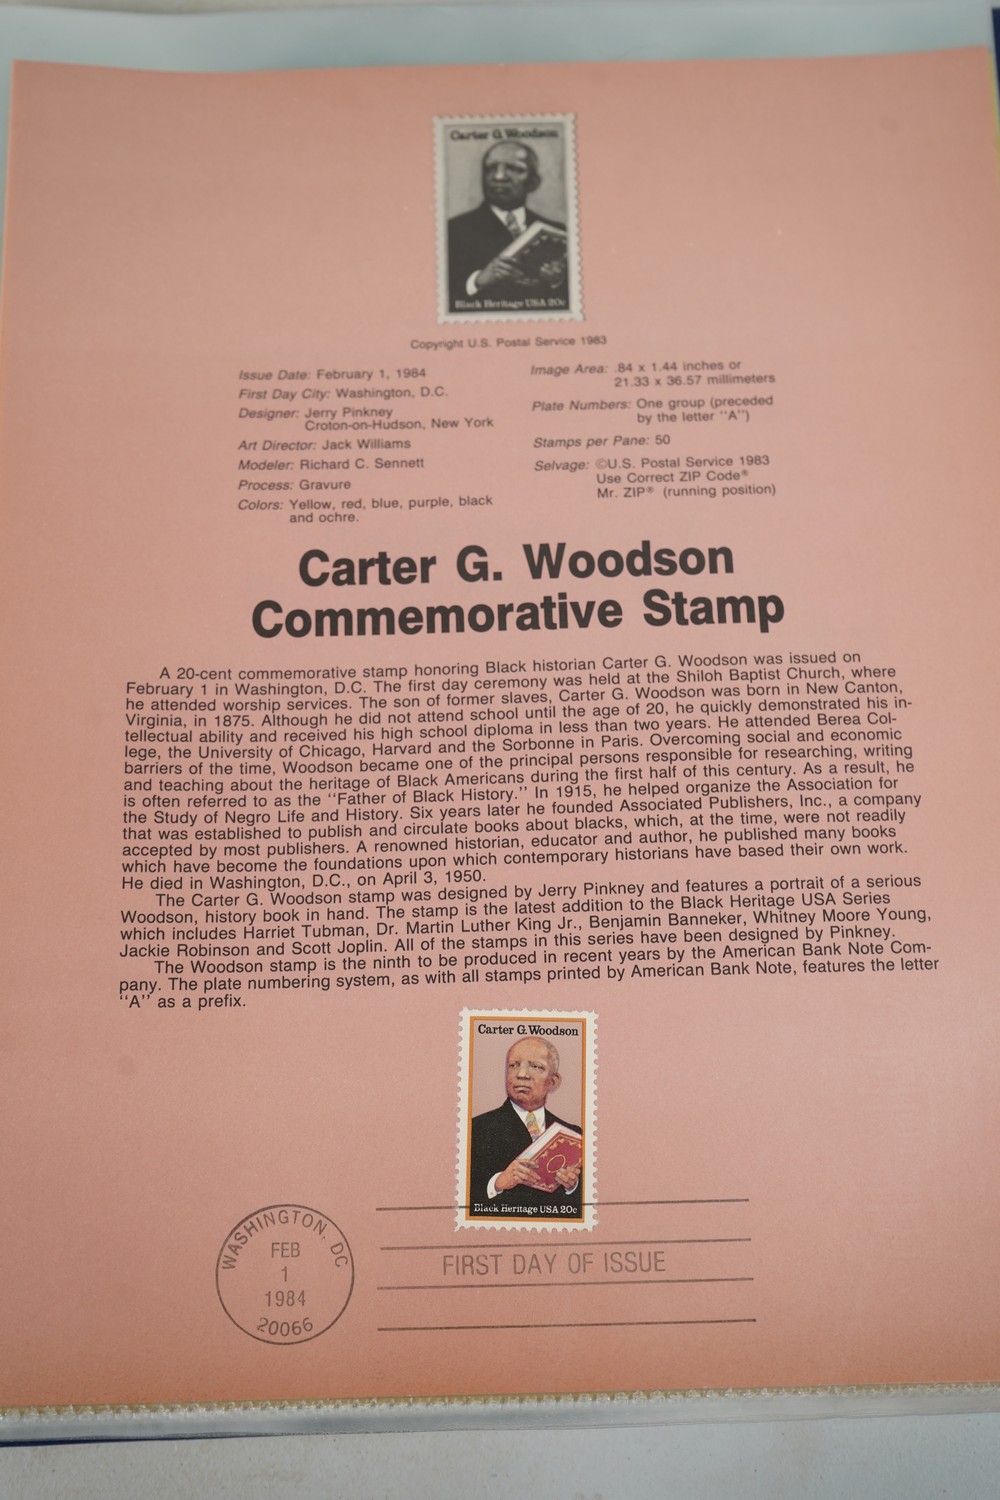 Carter G. Woodson
Black Heritage USA 20c
Copyright U.S. Postal Service 1983
Issue Date: February 1, 1984
First Day City: Washington, D.C.
Designer: Jerry Pinkney
Croton-on-Hudson, New York
Art Director: Jack Williams
Modeler: Richard C. Sennett
Process: Gravure
Colors: Yellow, red, blue, purple, black
and ochre.
Image Area: .84 x 1.44 inches or
21.33 x 36.57 millimeters
Plate Numbers: One group (preceded
by the letter "A")
Stamps per Pane: 50
Selvage: ©U.S. Postal Service 1983
Use Correct ZIP Code®
Mr. ZIP® (running position)
Carter G. Woodson
Commemorative Stamp
A 20-cent commemorative stamp honoring Black historian Carter G. Woodson was issued on
February 1 in Washington, D.C. The first day ceremony was held at the Shiloh Baptist Church, where
he attended worship services. The son of former slaves, Carter G. Woodson was born in New Canton,
Virginia, in 1875. Although he did not attend school until the age of 20, he quickly demonstrated his in-
tellectual ability and received his high school diploma in less than two years. He attended Berea Col-
lege, the University of Chicago, Harvard and the Sorbonne in Paris. Overcoming social and economic
barriers of the time, Woodson became one of the principal persons responsible for researching, writing
and teaching about the heritage of Black Americans during the first half of this century. As a result, he
is often referred to as the "Father of Black History." In 1915, he helped organize the Association for
the Study of Negro Life and History. Six years later he founded Associated Publishers, Inc., a company
that was established to publish and circulate books about blacks, which, at the time, were not readily
accepted by most publishers. A renowned historian, educator and author, he published many books
which have become the foundations upon which contemporary historians have based their own work.
He died in Washington, D.C., on April 3, 1950.
The Carter G. Woodson stamp was designed by Jerry Pinkney and features a portrait of a serious
Woodson, history book in hand. The stamp is the latest addition to the Black Heritage USA Series
which includes Harriet Tubman, Dr. Martin Luther King Jr., Benjamin Banneker, Whitney Moore Young,
Jackie Robinson and Scott Joplin. All of the stamps in this series have been designed by Pinkney.
The Woodson stamp is the ninth to be produced in recent years by the American Bank Note Com-
pany. The plate numbering system, as with all stamps printed by American Bank Note, features the letter
"A" as a prefix.
Carter G. Woodson
Black Heritage USA 20c
WASHINGTON, DC
FEB
1
1984
20066
FIRST DAY OF ISSUE